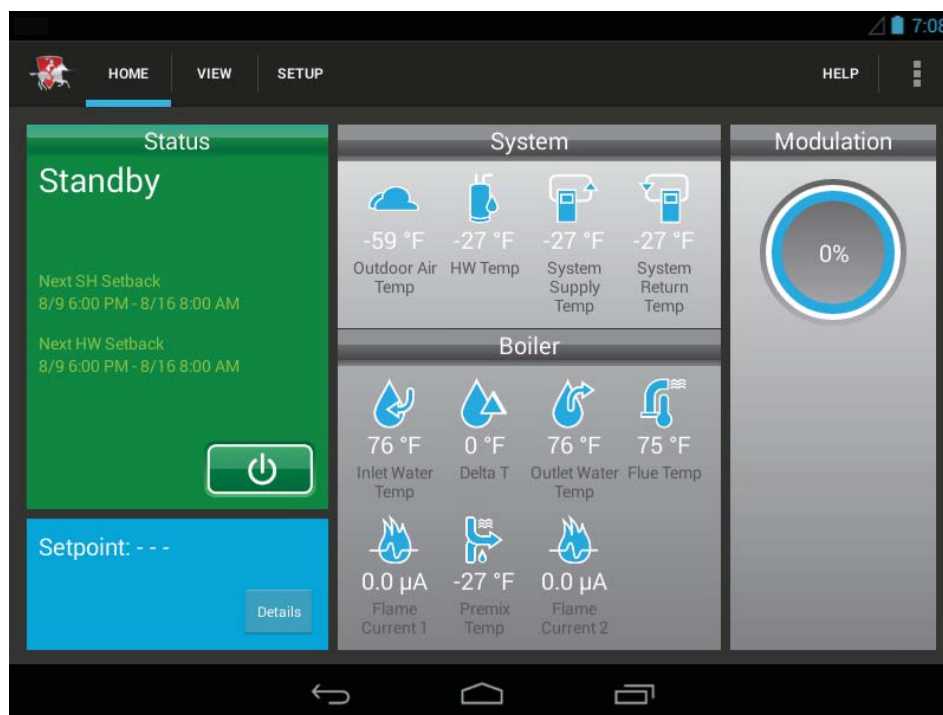 7:08
HOME
VIEW
SETUP
HELP
Status
Standby
Next SH Setback
8/9 6:00 PM - 8/16 8:00 AM
Next HW Setback
8/9 6:00 PM - 8/16 8:00 AM
Setpoint: - - -
Details
System
-59 °F
Outdoor Air
Temp
-27 °F
HW Temp
-27 °F
System
Supply
Temp
-27 °F
System
Return
Temp
Boiler
76 °F
Inlet Water
Temp
0 °F
Delta T
76 °F
Outlet Water
Temp
75 °F
Flue Temp
0.0 µA
Flame
Current 1
-27 °F
Premix
Temp
0.0 µA
Flame
Current 2
Modulation
0%